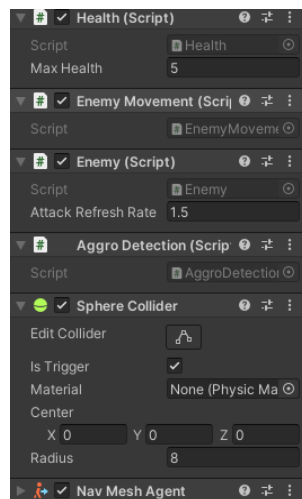 Health (Script)
Script Health
Max Health 5
Enemy Movement (Scri
Script EnemyMoveme
Enemy (Script)
Script Enemy
Attack Refresh Rate 1.5
Aggro Detection (Scrip
Script AggroDetection
Sphere Collider
Edit Collider
Is Trigger
Material None (Physic Ma
Center
X 0 Y 0 Z 0
Radius 8
Nav Mesh Agent